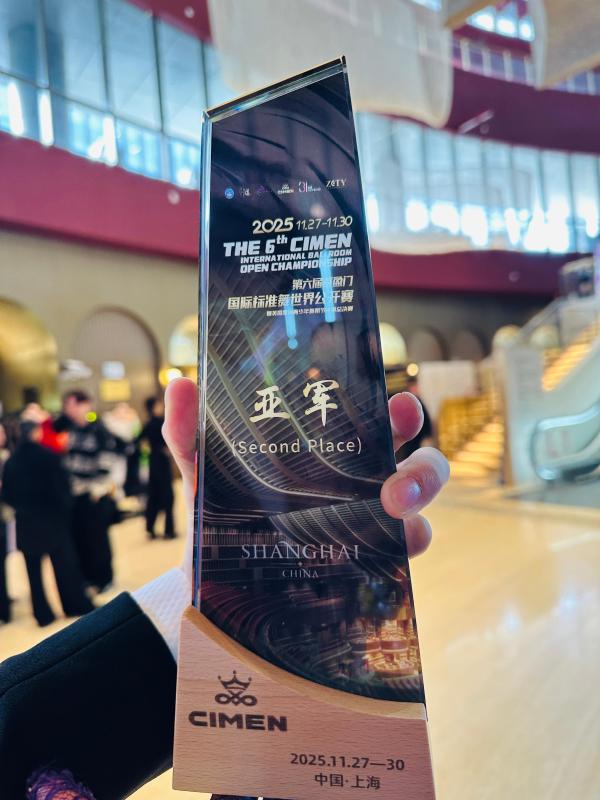 ZETY
2025 11.27-11.30
THE 6th CIMEN
INTERNATIONAL BALLROOM
OPEN CHAMPIONSHIP
第六届 盈门
国际标准舞世界公开赛
亚军
(Second Place)
SHANGHAI
CHINA
CIMEN
2025.11.27—30
中国·上海